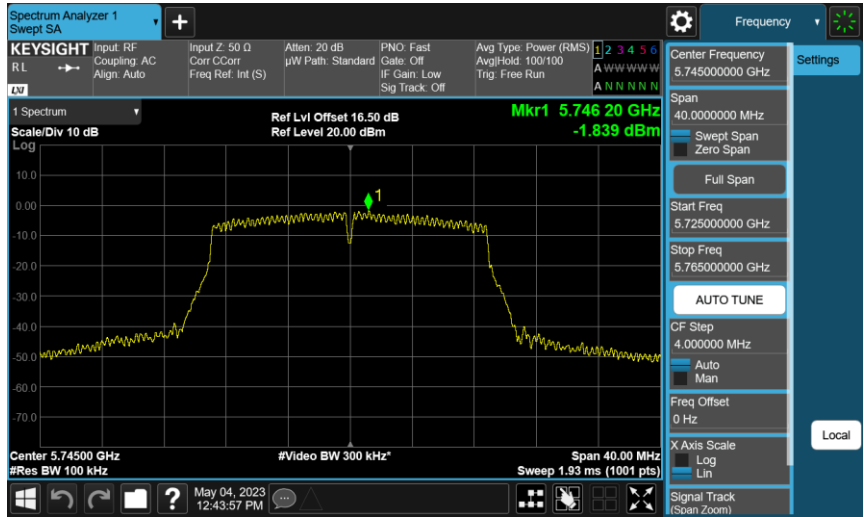 Spectrum Analyzer 1
Swept SA
Frequency
KEYSIGHT
RL
LXI
Input: RF
Coupling: AC
Align: Auto
Input Z: 50 Ω
Corr CCorr
Freq Ref: Int (S)
Atten: 20 dB
µW Path: Standard
PNO: Fast
Gate: Off
IF Gain: Low
Sig Track: Off
Avg Type: Power (RMS)
Avg|Hold: 100/100
Trig: Free Run
1 2 3 4 5 6
A W W W W W
A N N N N N
1 Spectrum
Scale/Div 10 dB
Log
Ref Lvl Offset 16.50 dB
Ref Level 20.00 dBm
Mkr1 5.746 20 GHz
-1.839 dBm
1
10.0
0.00
-10.0
-20.0
-30.0
-40.0
-50.0
-60.0
-70.0
Center 5.74500 GHz
#Res BW 100 kHz
#Video BW 300 kHz*
Span 40.00 MHz
Sweep 1.93 ms (1001 pts)
?
May 04, 2023
12:43:57 PM
Center Frequency
5.745000000 GHz
Span
40.0000000 MHz
Swept Span
Zero Span
Full Span
Start Freq
5.725000000 GHz
Stop Freq
5.765000000 GHz
AUTO TUNE
CF Step
4.000000 MHz
Auto
Man
Freq Offset
0 Hz
X Axis Scale
Log
Lin
Signal Track
(Span Zoom)
Settings
Local